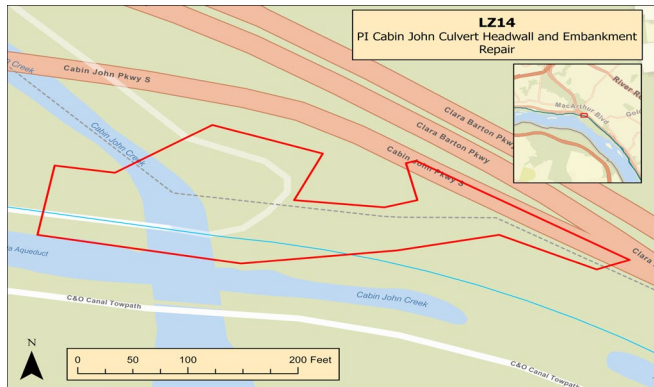 LZ14
PI Cabin John Culvert Headwall and Embankment
Repair
Cabin John Pkwy S
Clara Barton Pkwy
Clara Barton Pkwy
Cabin John Pkwy S
Clara
Creek
Cabin John Creek
Aqueduct
Cabin John Creek
C&O Canal Towpath
C&O Canal Towpath
MacArthur Blvd
River
N
0 50 100 200 Feet